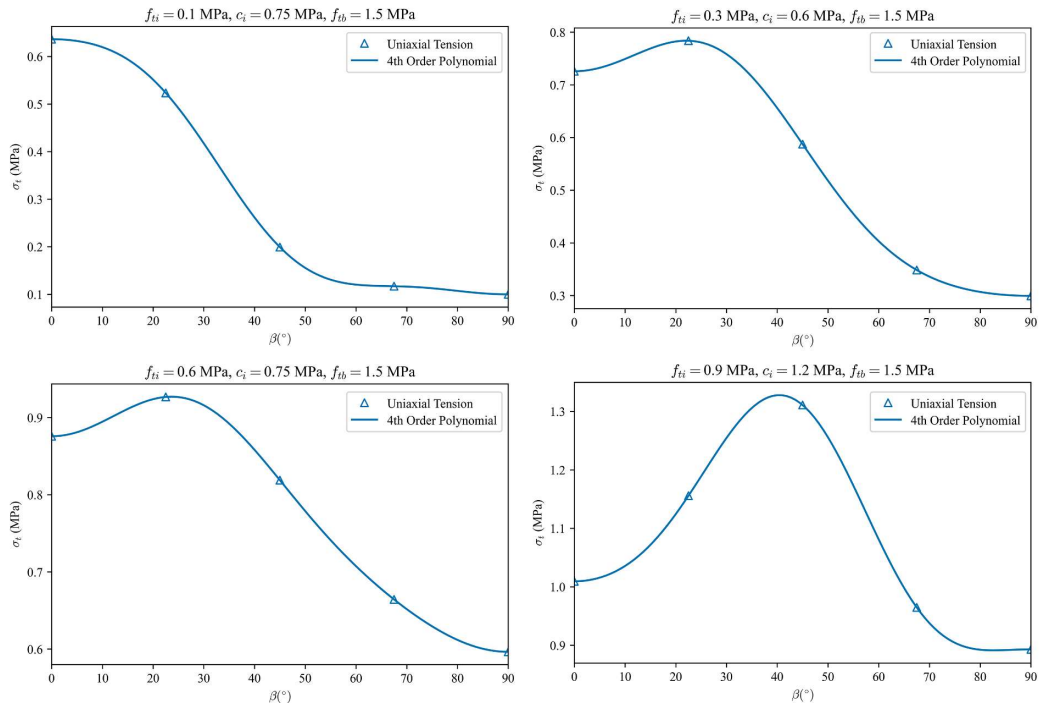 f_ti = 0.1 MPa, c_i = 0.75 MPa, f_tb = 1.5 MPa
Uniaxial Tension
4th Order Polynomial
0.6
0.5
0.4
0.3
0.2
0.1
σ_t (MPa)
0 10 20 30 40 50 60 70 80 90
β(°)
f_ti = 0.3 MPa, c_i = 0.6 MPa, f_tb = 1.5 MPa
Uniaxial Tension
4th Order Polynomial
0.8
0.7
0.6
0.5
0.4
0.3
σ_t (MPa)
0 10 20 30 40 50 60 70 80 90
β(°)
f_ti = 0.6 MPa, c_i = 0.75 MPa, f_tb = 1.5 MPa
Uniaxial Tension
4th Order Polynomial
0.9
0.8
0.7
0.6
σ_t (MPa)
0 10 20 30 40 50 60 70 80 90
β(°)
f_ti = 0.9 MPa, c_i = 1.2 MPa, f_tb = 1.5 MPa
Uniaxial Tension
4th Order Polynomial
1.3
1.2
1.1
1.0
0.9
σ_t (MPa)
0 10 20 30 40 50 60 70 80 90
β(°)